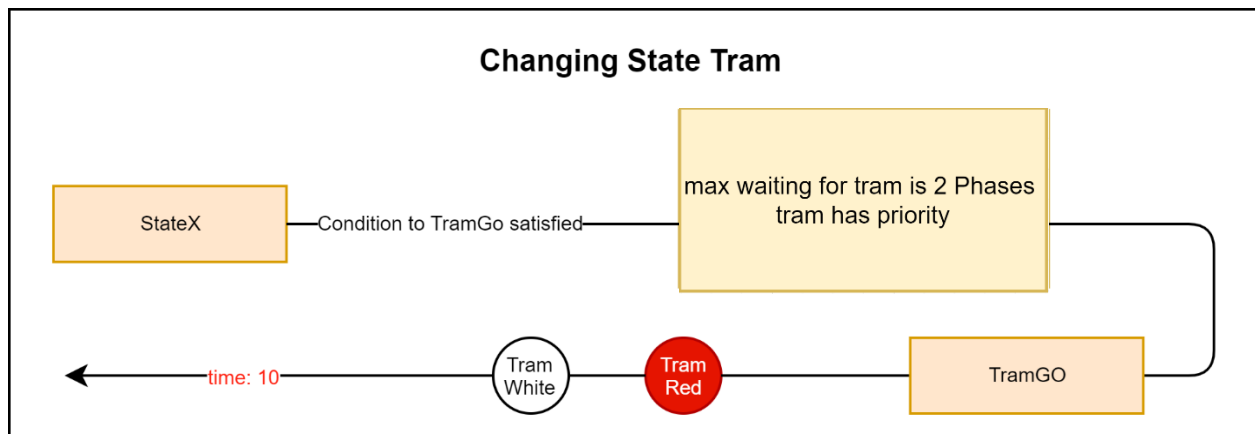 Changing State Tram
StateX
Condition to TramGo satisfied
max waiting for tram is 2 Phases
tram has priority
time: 10
Tram
White
Tram
Red
TramGO